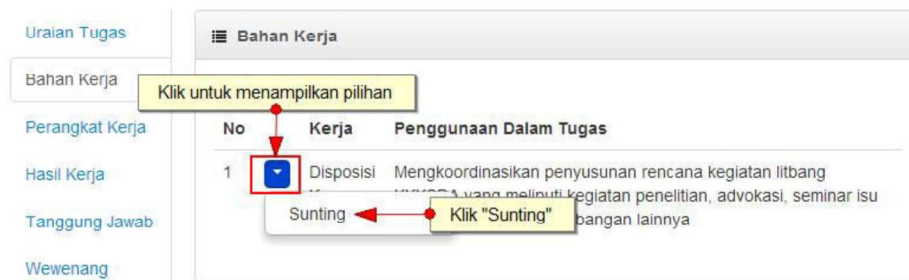 Uraian Tugas
Bahan Kerja
Perangkat Kerja
Hasil Kerja
Tanggung Jawab
Wewenang
Bahan Kerja
Klik untuk menampilkan pilihan
No Kerja Penggunaan Dalam Tugas
1 Disposisi Mengkoordinasikan penyusunan rencana kegiatan litbang
yang meliputi kegiatan penelitian, advokasi, seminar isu
Sunting Klik "Sunting" bangan lainnya